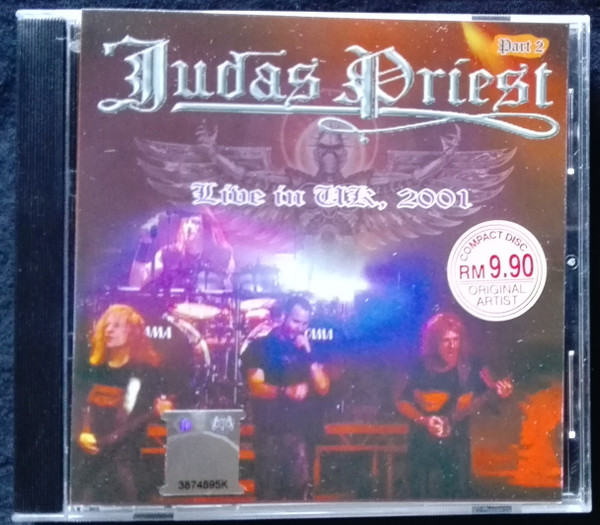 Part 2
Judas Priest
Live in UK, 2001
COMPACT DISC
RM 9.90
ORIGINAL
ARTIST
TAMA
TAMA
3874895K